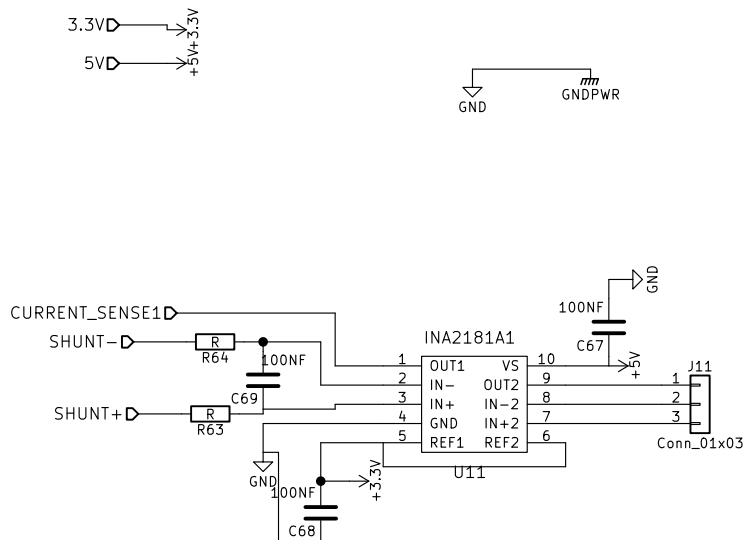 3.3V
+3.3V
5V
+5V
GND
GNDPWR
GND
100NF
CURRENT_SENSE1
C67
SHUNT-
R
R64
100NF
C69
SHUNT+
R
R63
INA2181A1
1 OUT1 VS 10
2 IN- OUT2 9
3 IN+ IN-2 8
4 GND IN+2 7
5 REF1 REF2 6
U11
+5V
J11
1
2
3
Conn_01x03
GND
100NF
+3.3V
C68